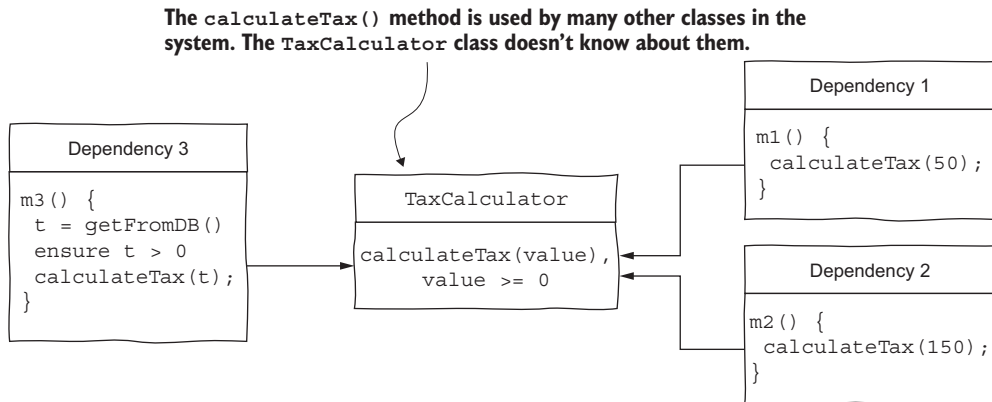 The calculateTax() method is used by many other classes in the
system. The TaxCalculator class doesn't know about them.
Dependency 3
m3() {
t = getFromDB()
ensure t > 0
calculateTax(t);
}
TaxCalculator
calculateTax(value),
value >= 0
Dependency 1
m1() {
calculateTax(50);
}
Dependency 2
m2() {
calculateTax(150);
}